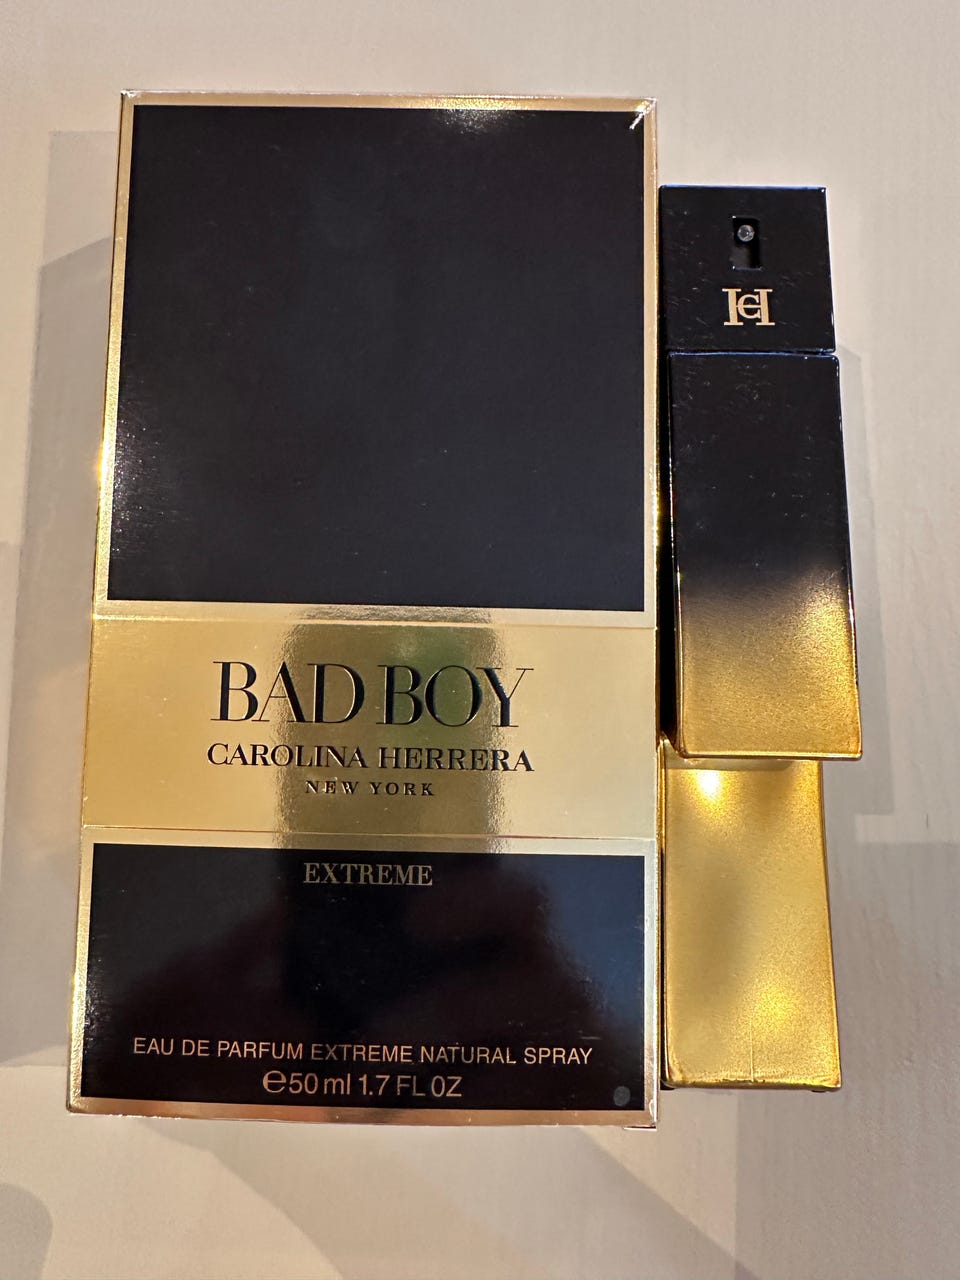 CH
BAD BOY
CAROLINA HERRERA
NEW YORK
EXTREME
EAU DE PARFUM EXTREME NATURAL SPRAY
℮50 ml 1.7 FL OZ